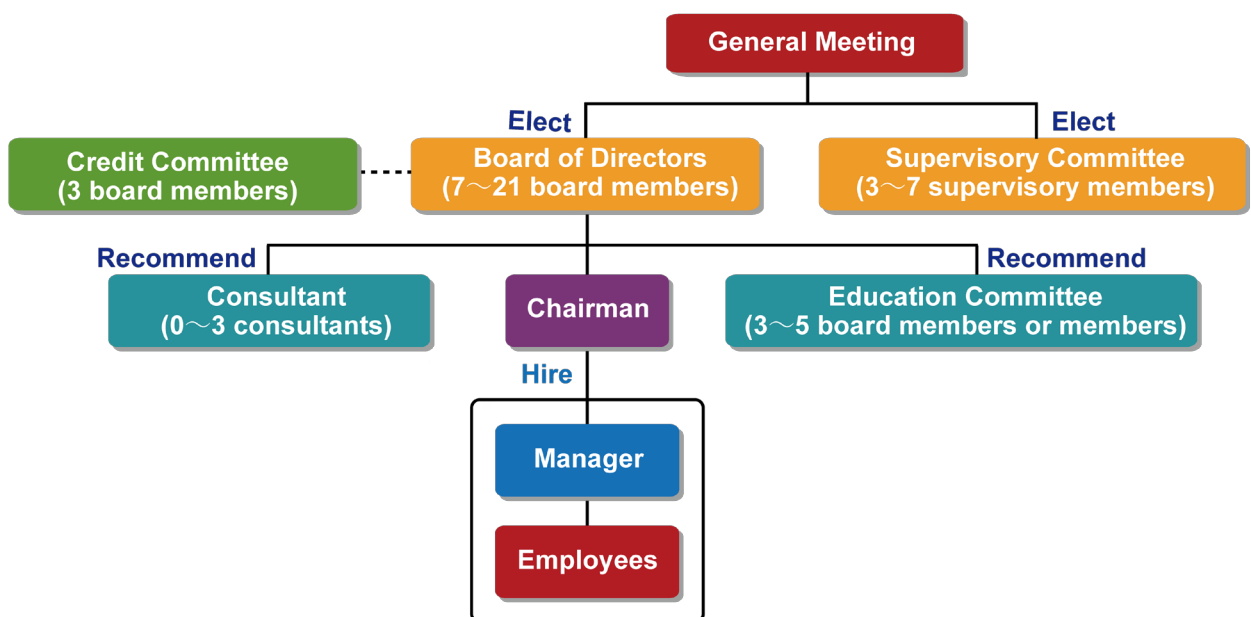 General Meeting
Elect
Elect
Credit Committee
(3 board members)
Board of Directors
(7～21 board members)
Supervisory Committee
(3～7 supervisory members)
Recommend
Recommend
Consultant
(0～3 consultants)
Chairman
Education Committee
(3～5 board members or members)
Hire
Manager
Employees